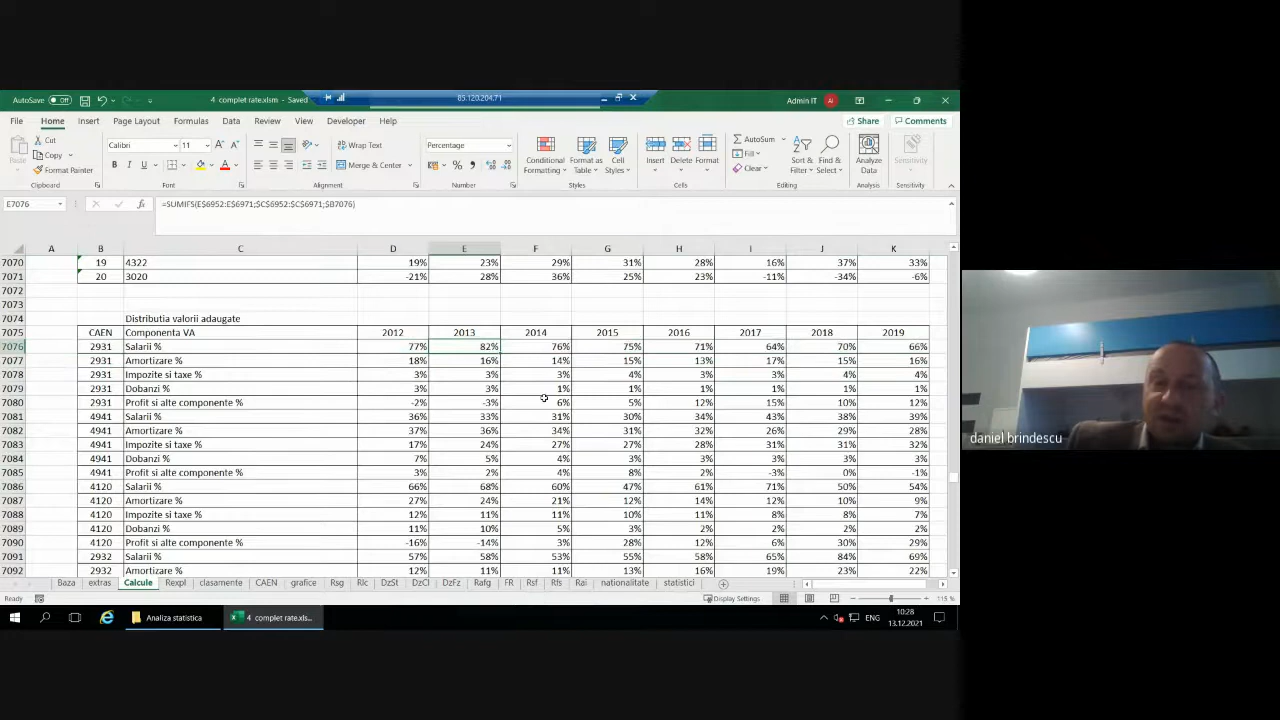 AutoSave Off 4 complet rate.xlsm - Saved 85.120.204.71 Admin IT AI
File Home Insert Page Layout Formulas Data Review View Developer Help Share Comments
Paste Cut Copy Format Painter Clipboard
Calibri 11 B I U Font
Wrap Text Merge & Center Alignment
Percentage % Number
Conditional Formatting Format as Table Cell Styles Styles
Insert Delete Format Cells
AutoSum Fill Clear Sort & Filter Find & Select Editing
Analyze Data Analysis
Sensitivity Sensitivity
E7076 fx =SUMIFS(E$6952:E$6971;$C$6952:$C$6971;$B7076)
A B C D E F G H I J K
7070 19 4322 19% 23% 29% 31% 28% 16% 37% 33%
7071 20 3020 -21% 28% 36% 25% 23% -11% -34% -6%
7072
7073
7074 Distributia valorii adaugate
7075 CAEN Componenta VA 2012 2013 2014 2015 2016 2017 2018 2019
7076 2931 Salarii % 77% 82% 76% 75% 71% 64% 70% 66%
7077 2931 Amortizare % 18% 16% 14% 15% 13% 17% 15% 16%
7078 2931 Impozite si taxe % 3% 3% 3% 4% 3% 3% 4% 4%
7079 2931 Dobanzi % 3% 3% 1% 1% 1% 1% 1% 1%
7080 2931 Profit si alte componente % -2% -3% 6% 5% 12% 15% 10% 12%
7081 4941 Salarii % 36% 33% 31% 30% 34% 43% 38% 39%
7082 4941 Amortizare % 37% 36% 34% 31% 32% 26% 29% 28%
7083 4941 Impozite si taxe % 17% 24% 27% 27% 28% 31% 31% 32%
7084 4941 Dobanzi % 7% 5% 4% 3% 3% 3% 3% 3%
7085 4941 Profit si alte componente % 3% 2% 4% 8% 2% -3% 0% -1%
7086 4120 Salarii % 66% 68% 60% 47% 61% 71% 50% 54%
7087 4120 Amortizare % 27% 24% 21% 12% 14% 12% 10% 9%
7088 4120 Impozite si taxe % 12% 11% 11% 10% 11% 8% 8% 7%
7089 4120 Dobanzi % 11% 10% 5% 3% 2% 2% 2% 2%
7090 4120 Profit si alte componente % -16% -14% 3% 28% 12% 6% 30% 29%
7091 2932 Salarii % 57% 58% 53% 55% 58% 65% 84% 69%
7092 2932 Amortizare % 12% 11% 11% 13% 16% 19% 23% 22%
Baza extras Calcule Rexpl clasamente CAEN grafice Rsg Rlc DzSt DzCl DzFz Rafg FR Rsf Rfs Rai nationalitate statistici
Ready Display Settings 115 %
Analiza statistica 4 complet rate.xls... ENG 10:28
13.12.2021
daniel brindescu